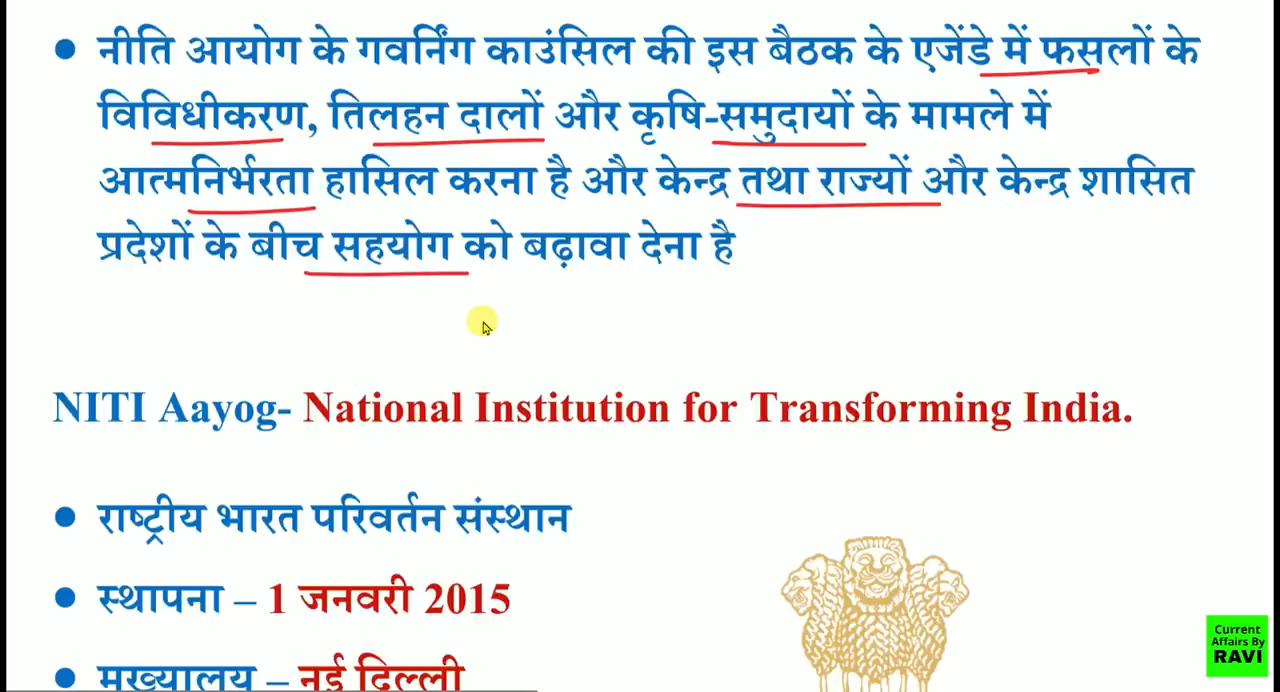 नीति आयोग के गवर्निंग काउंसिल की इस बैठक के एजेंडे में फसलों के
विविधीकरण, तिलहन दालों और कृषि-समुदायों के मामले में
आत्मनिर्भरता हासिल करना है और केन्द्र तथा राज्यों और केन्द्र शासित
प्रदेशों के बीच सहयोग को बढ़ावा देना है
NITI Aayog- National Institution for Transforming India.
राष्ट्रीय भारत परिवर्तन संस्थान
स्थापना – 1 जनवरी 2015
मुख्यालय – नई दिल्ली
Current
Affairs By
RAVI